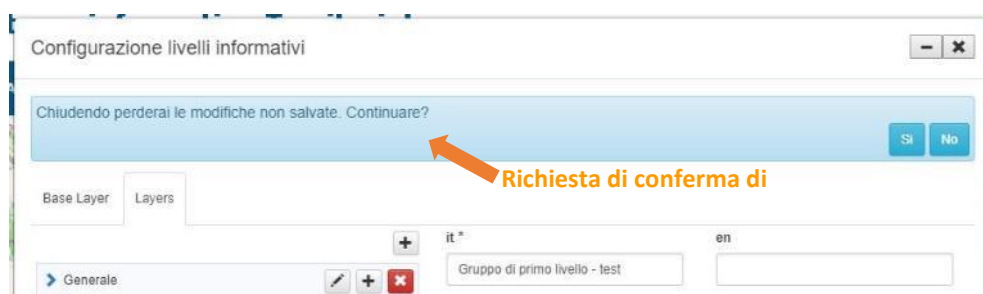 Configurazione livelli informativi
Chiudendo perderai le modifiche non salvate. Continuare?
Si No
Richiesta di conferma di
Base Layer Layers
it * en
Generale Gruppo di primo livello - test